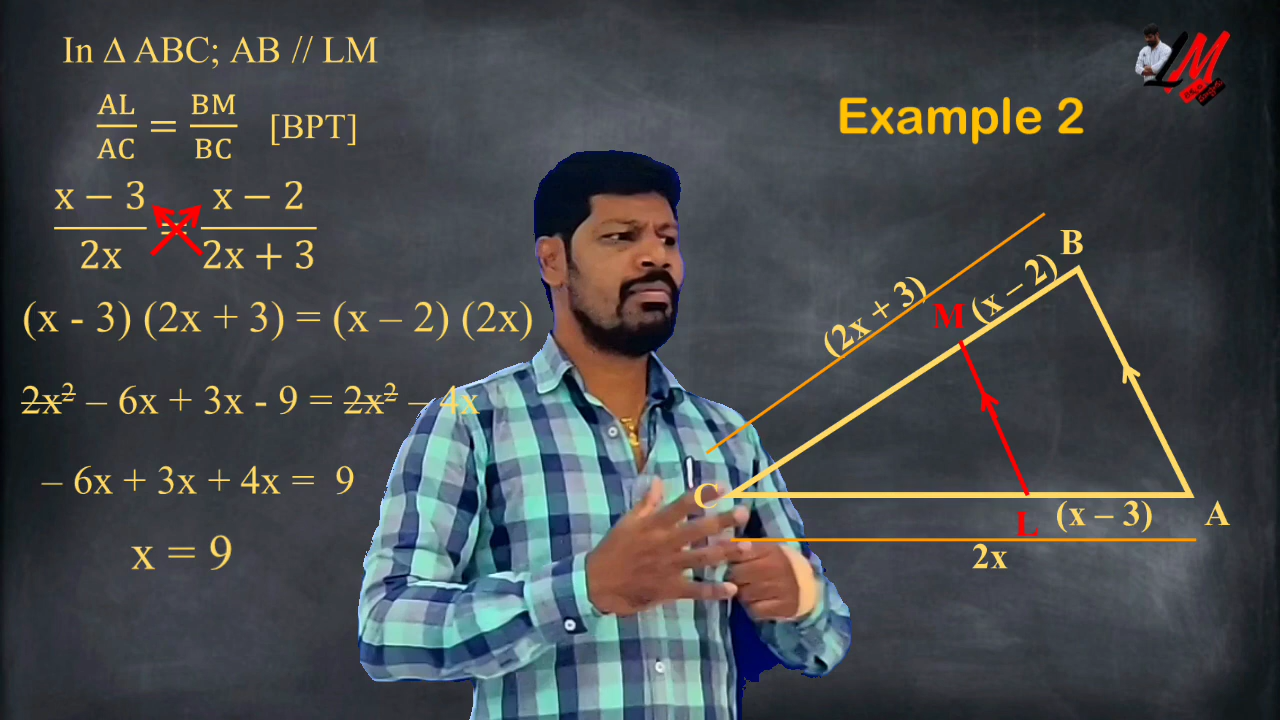 In Δ ABC; AB // LM
AL/AC = BM/BC [BPT]
x − 3/2x = x − 2/2x + 3
(x - 3) (2x + 3) = (x – 2) (2x)
2x² – 6x + 3x - 9 = 2x² – 4x
– 6x + 3x + 4x = 9
x = 9
LM
Example 2
B
(x – 2)
(2x + 3)
M
C
L
(x – 3)
A
2x